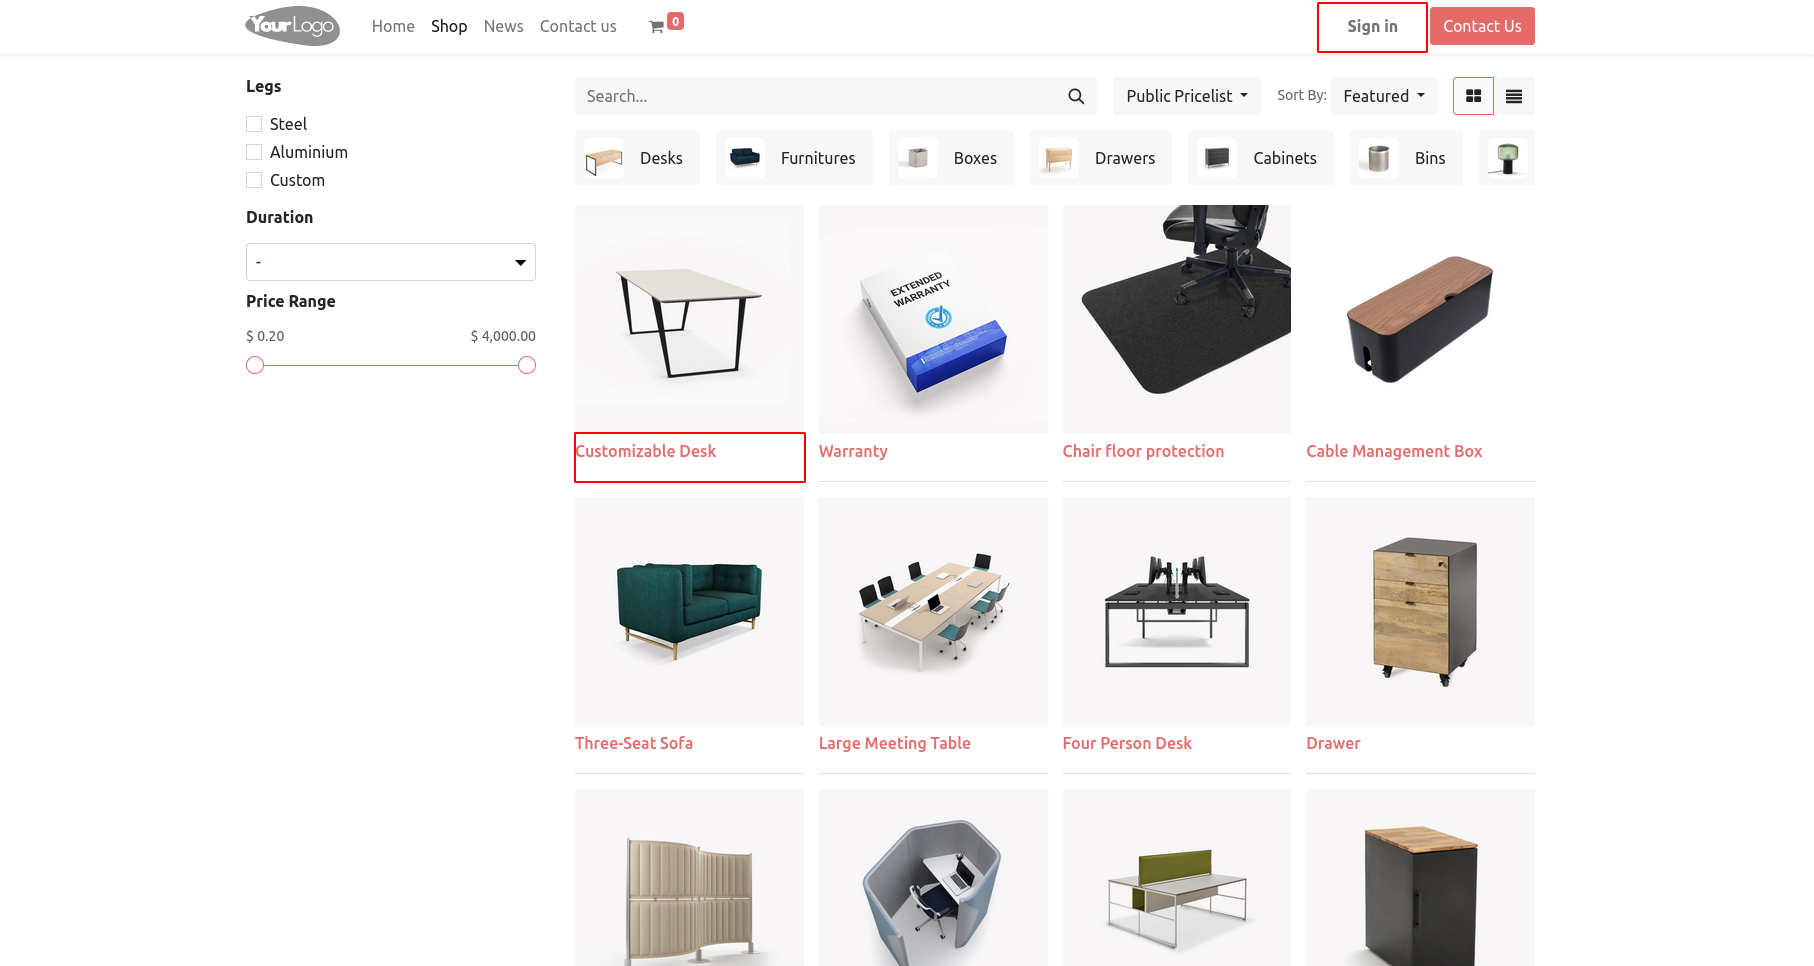 YourLogo
Home Shop News Contact us 0
Sign in
Contact Us
Legs
Steel
Aluminium
Custom
Duration
-
Price Range
$ 0.20 $ 4,000.00
Search...
Public Pricelist
Sort By: Featured
Desks Furnitures Boxes Drawers Cabinets Bins
EXTENDED
WARRANTY
Customizable Desk Warranty Chair floor protection Cable Management Box
Three-Seat Sofa Large Meeting Table Four Person Desk Drawer